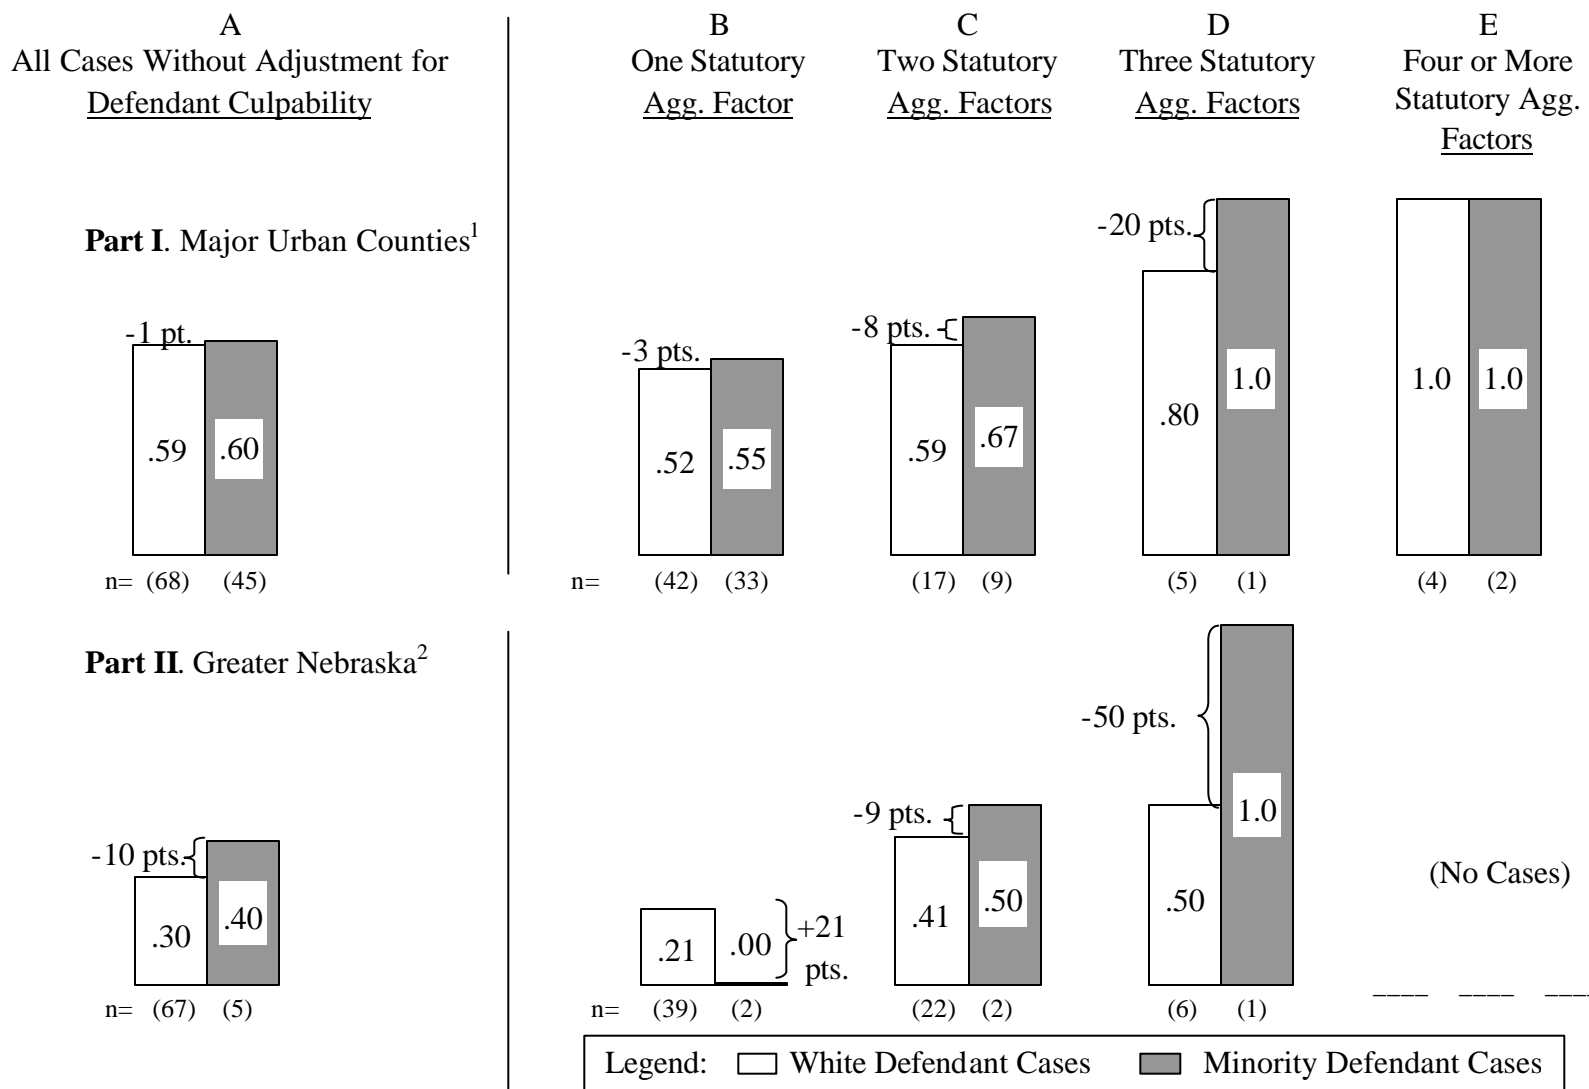 A
All Cases Without Adjustment for
Defendant Culpability
B
One Statutory
Agg. Factor
C
Two Statutory
Agg. Factors
D
Three Statutory
Agg. Factors
E
Four or More
Statutory Agg.
Factors
Part I. Major Urban Counties1
-1 pt.
.59 .60
n= (68) (45)
-3 pts.
.52 .55
n= (42) (33)
-8 pts.
.59 .67
(17) (9)
-20 pts.
.80 1.0
(5) (1)
1.0 1.0
(4) (2)
Part II. Greater Nebraska2
-10 pts.
.30 .40
n= (67) (5)
.21 .00
+21
pts.
n= (39) (2)
-9 pts.
.41 .50
(22) (2)
-50 pts.
.50 1.0
(6) (1)
(No Cases)
Legend: White Defendant Cases Minority Defendant Cases